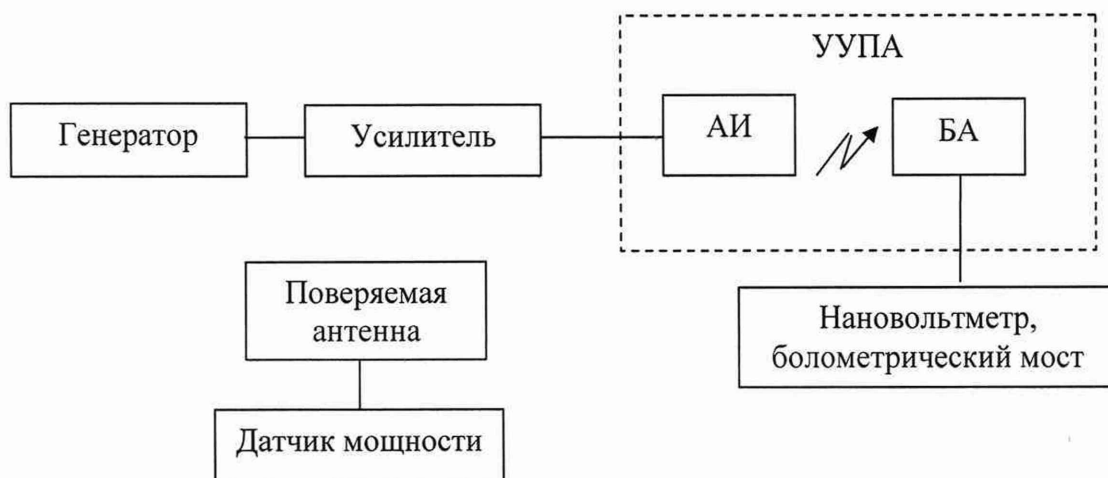 УУПА
Генератор
Усилитель
АИ
БА
Поверяемая
антенна
Нановольтметр,
болометрический мост
Датчик мощности